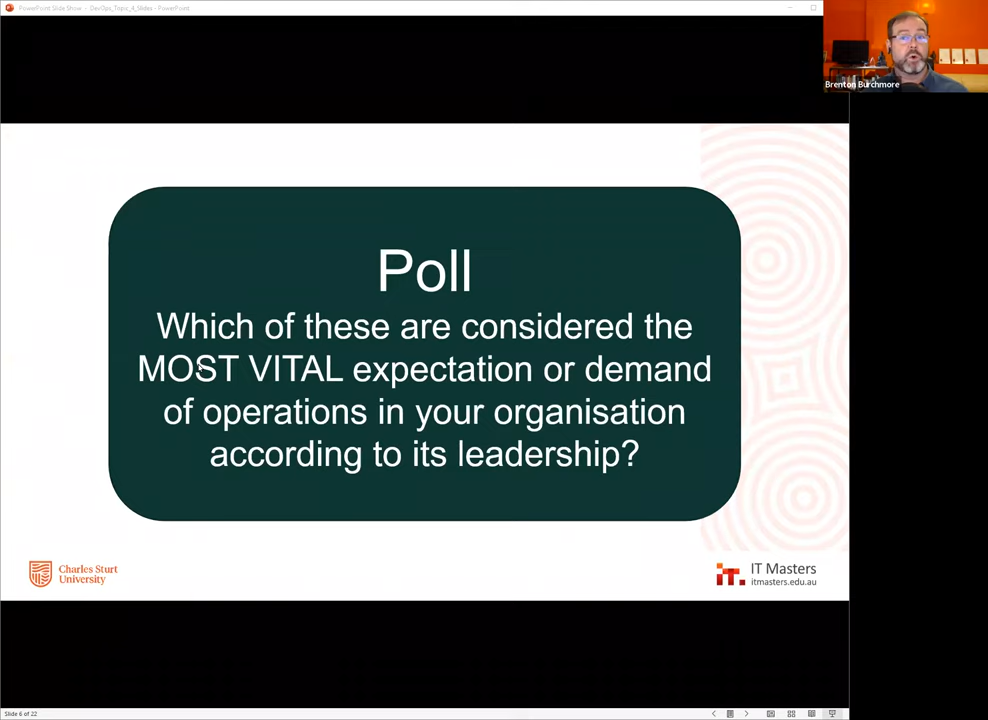 PowerPoint Slide Show - DevOps_Topic_4_Slides - PowerPoint
Brenton Burchmore
Poll
Which of these are considered the
MOST VITAL expectation or demand
of operations in your organisation
according to its leadership?
Charles Sturt
University
IT Masters
itmasters.edu.au
Slide 6 of 22